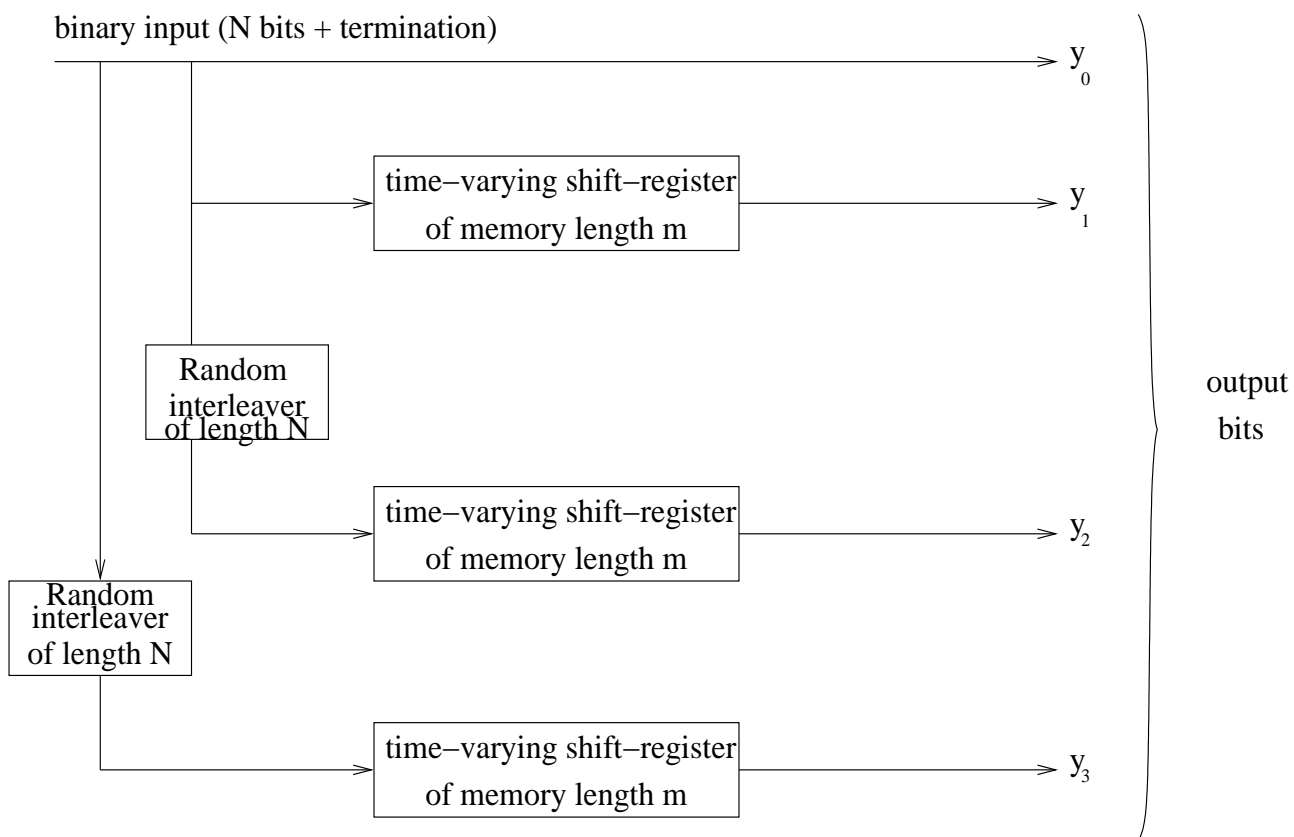 binary input (N bits + termination)
y0
time−varying shift−register
of memory length m
y1
Random
interleaver
of length N
output
bits
time−varying shift−register
of memory length m
y2
Random
interleaver
of length N
time−varying shift−register
of memory length m
y3